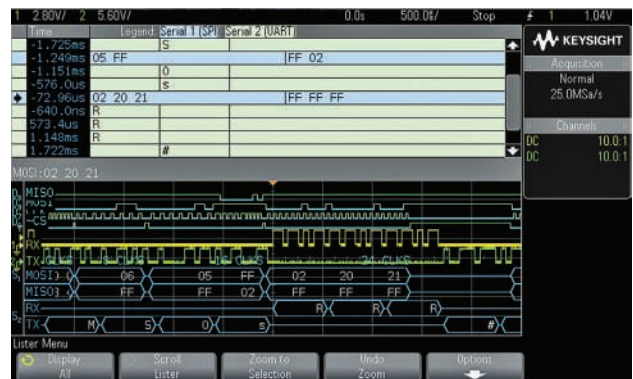 1 2.80V/ 2 5.60V/ 0.0s 500.0µ/ Stop 1 1.04V
Time Legend Serial 1 (SPI) Serial 2 (UART)
-1.725ms S
-1.249ms 05 FF FF 02
-1.151ms 0
-576.0us s
-72.96us 02 20 21 FF FF FF
-640.0ns R
573.4us R
1.148ms R
1.722ms #
MOSI:02 20 21
KEYSIGHT
Acquisition
Normal
25.0MSa/s
Channels
DC 10.0:1
DC 10.0:1
MISO
MOSI
~CS
RX
TX 16 CLKS 24 CLKS
MOSI 06 05 FF 02 20 21
MISO FF FF 02 FF FF FF
RX R R R
TX M S 0 s #
Lister Menu
Display Scroll Zoom to Undo Options
All Lister Selection Zoom